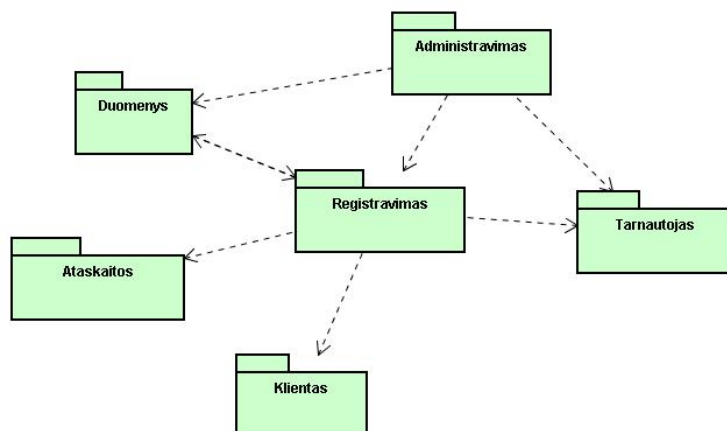 Administravimas
Duomenys
Registravimas
Tarnautojas
Ataskaitos
Klientas